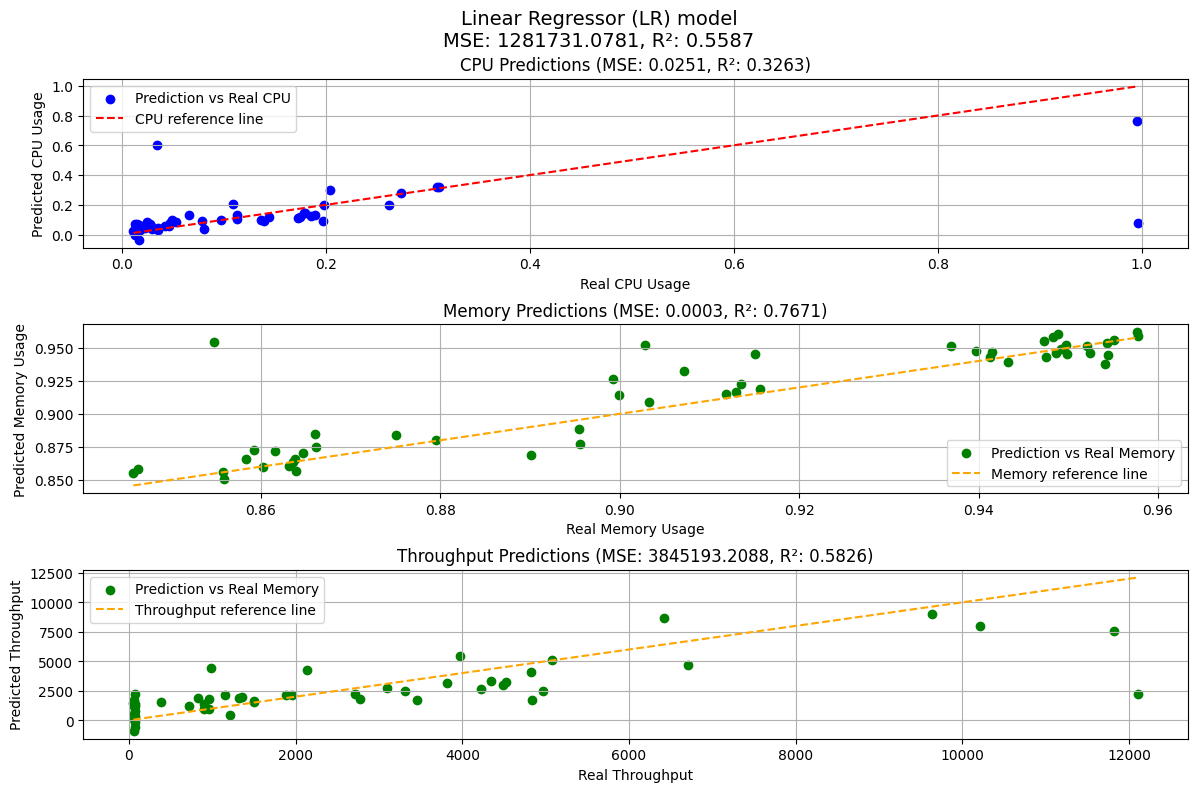 Linear Regressor (LR) model
MSE: 1281731.0781, R²: 0.5587
CPU Predictions (MSE: 0.0251, R²: 0.3263)
Predicted CPU Usage
1.0
0.8
0.6
0.4
0.2
0.0
Prediction vs Real CPU
CPU reference line
0.0 0.2 0.4 0.6 0.8 1.0
Real CPU Usage
Memory Predictions (MSE: 0.0003, R²: 0.7671)
Predicted Memory Usage
0.950
0.925
0.900
0.875
0.850
Prediction vs Real Memory
Memory reference line
0.86 0.88 0.90 0.92 0.94 0.96
Real Memory Usage
Throughput Predictions (MSE: 3845193.2088, R²: 0.5826)
Predicted Throughput
12500
10000
7500
5000
2500
0
Prediction vs Real Memory
Throughput reference line
0 2000 4000 6000 8000 10000 12000
Real Throughput